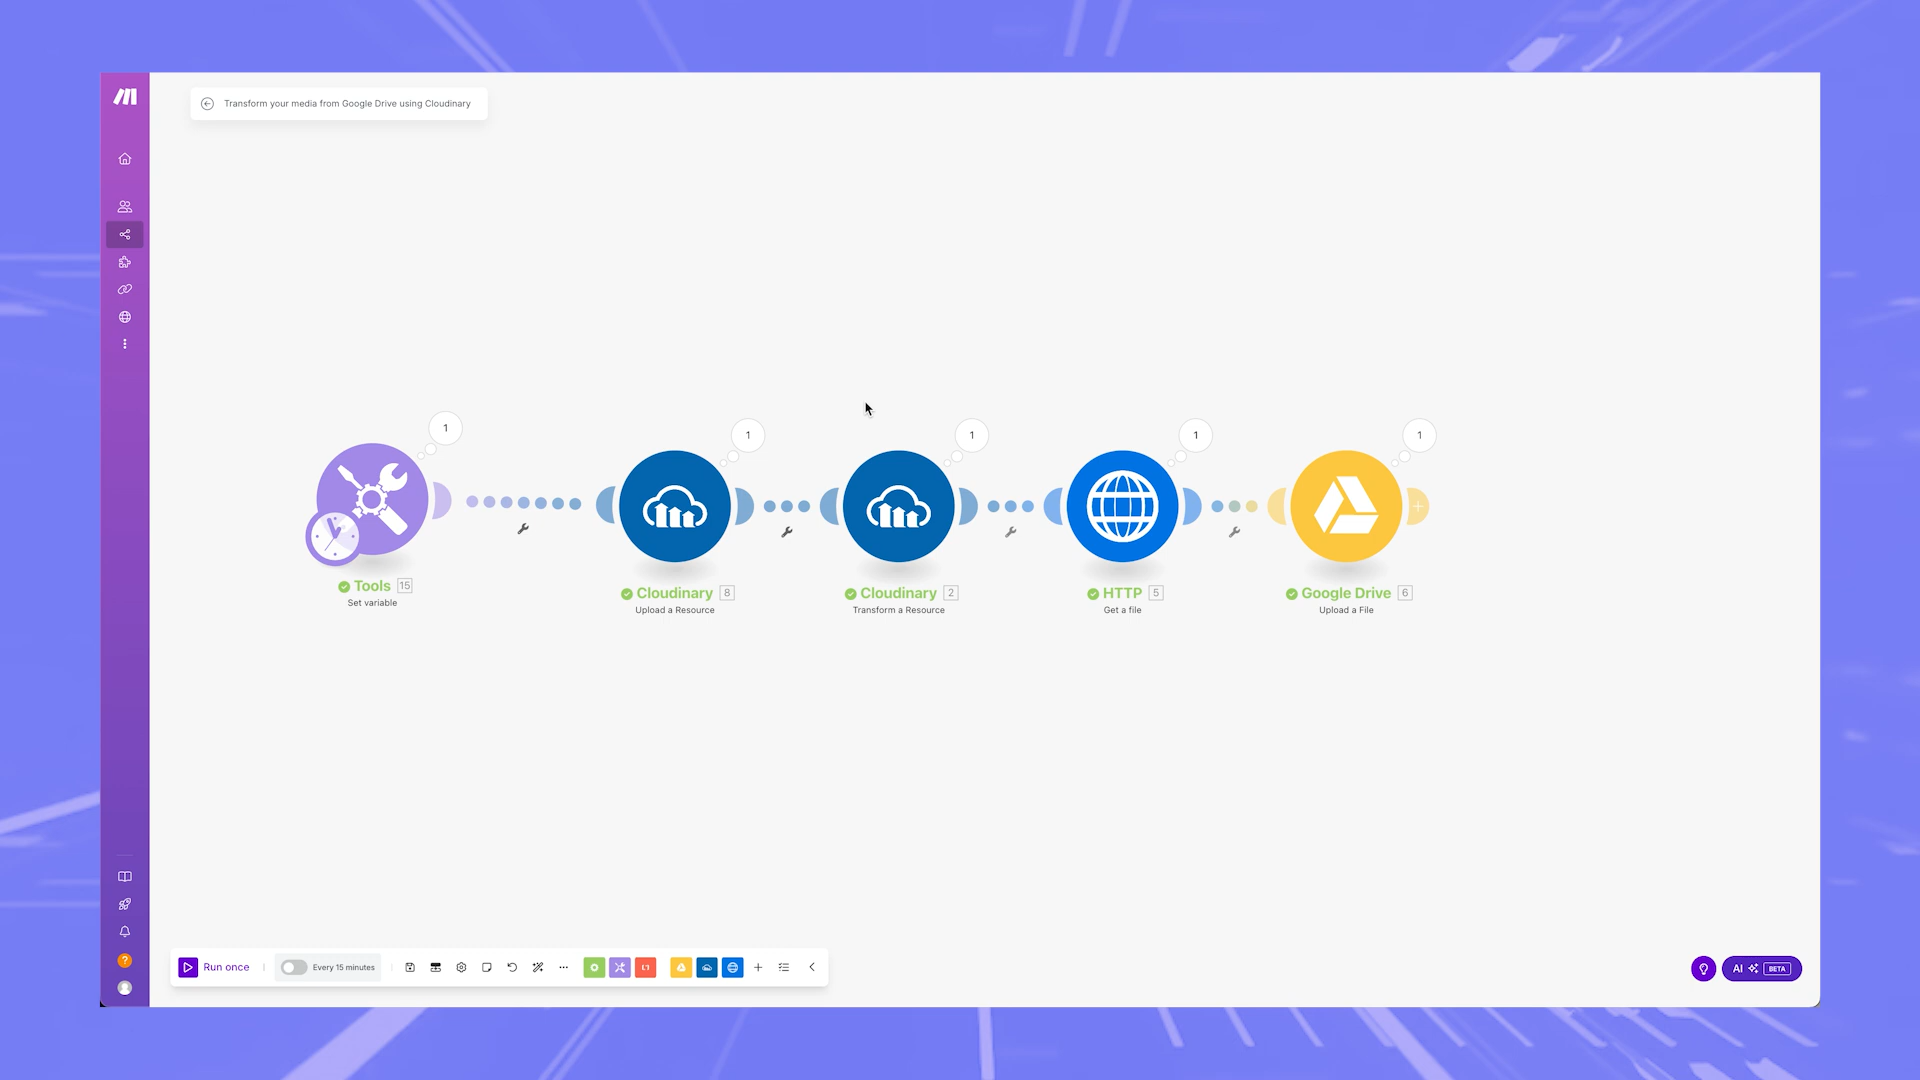 Transform your media from Google Drive using Cloudinary
1
1
1
1
1
Tools 15
Set variable
Cloudinary 8
Upload a Resource
Cloudinary 2
Transform a Resource
HTTP 5
Get a file
Google Drive 6
Upload a File
Run once
Every 15 minutes
?
AI BETA